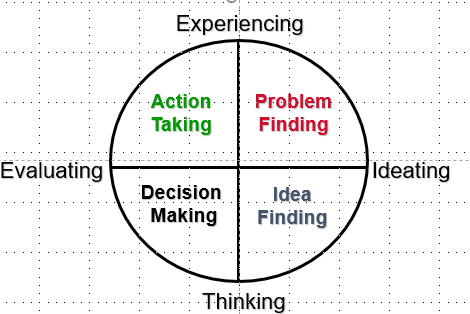 Experiencing
Action
Taking
Problem
Finding
Evaluating
Ideating
Decision
Making
Idea
Finding
Thinking